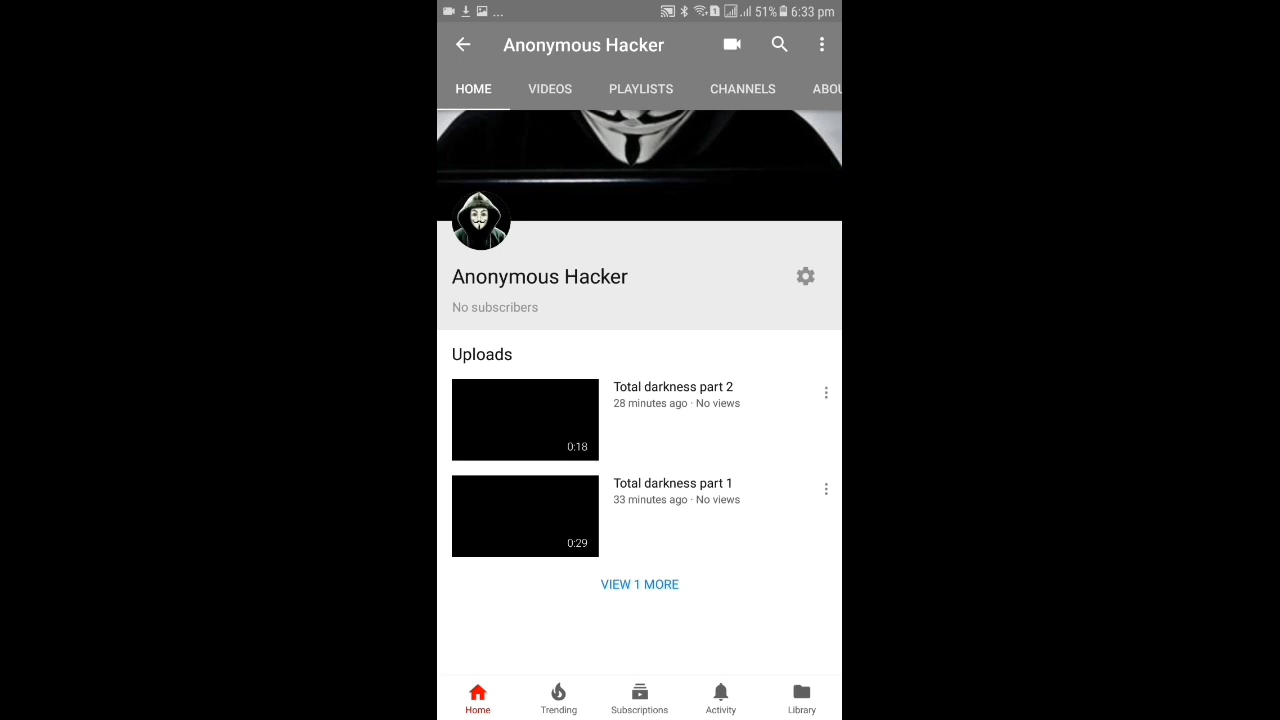 ... 51% 6:33 pm
Anonymous Hacker
HOME VIDEOS PLAYLISTS CHANNELS ABOU
Anonymous Hacker
No subscribers
Uploads
Total darkness part 2
28 minutes ago · No views
0:18
Total darkness part 1
33 minutes ago · No views
0:29
VIEW 1 MORE
Home Trending Subscriptions Activity Library